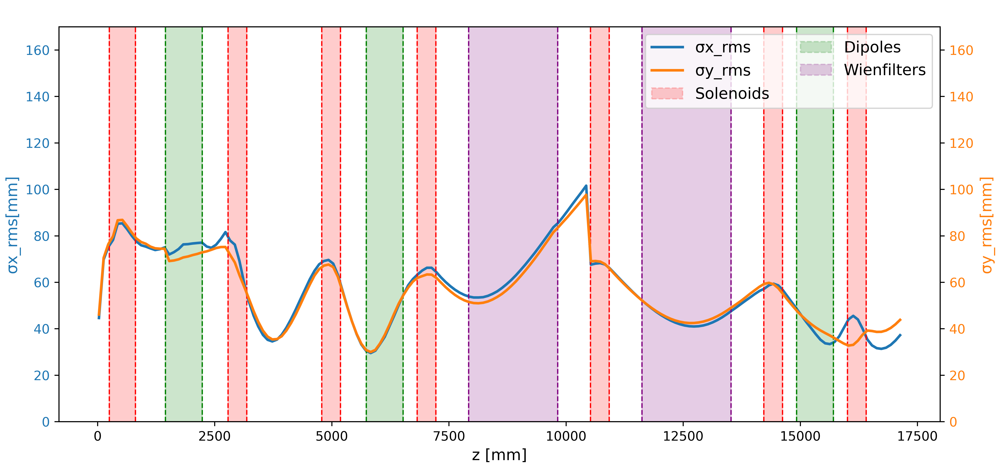 σx_rms
σy_rms
Solenoids
Dipoles
Wienfilters
160
140
120
100
80
60
40
20
0
σx_rms[mm]
160
140
120
100
80
60
40
20
0
σy_rms[mm]
0 2500 5000 7500 10000 12500 15000 17500
z [mm]